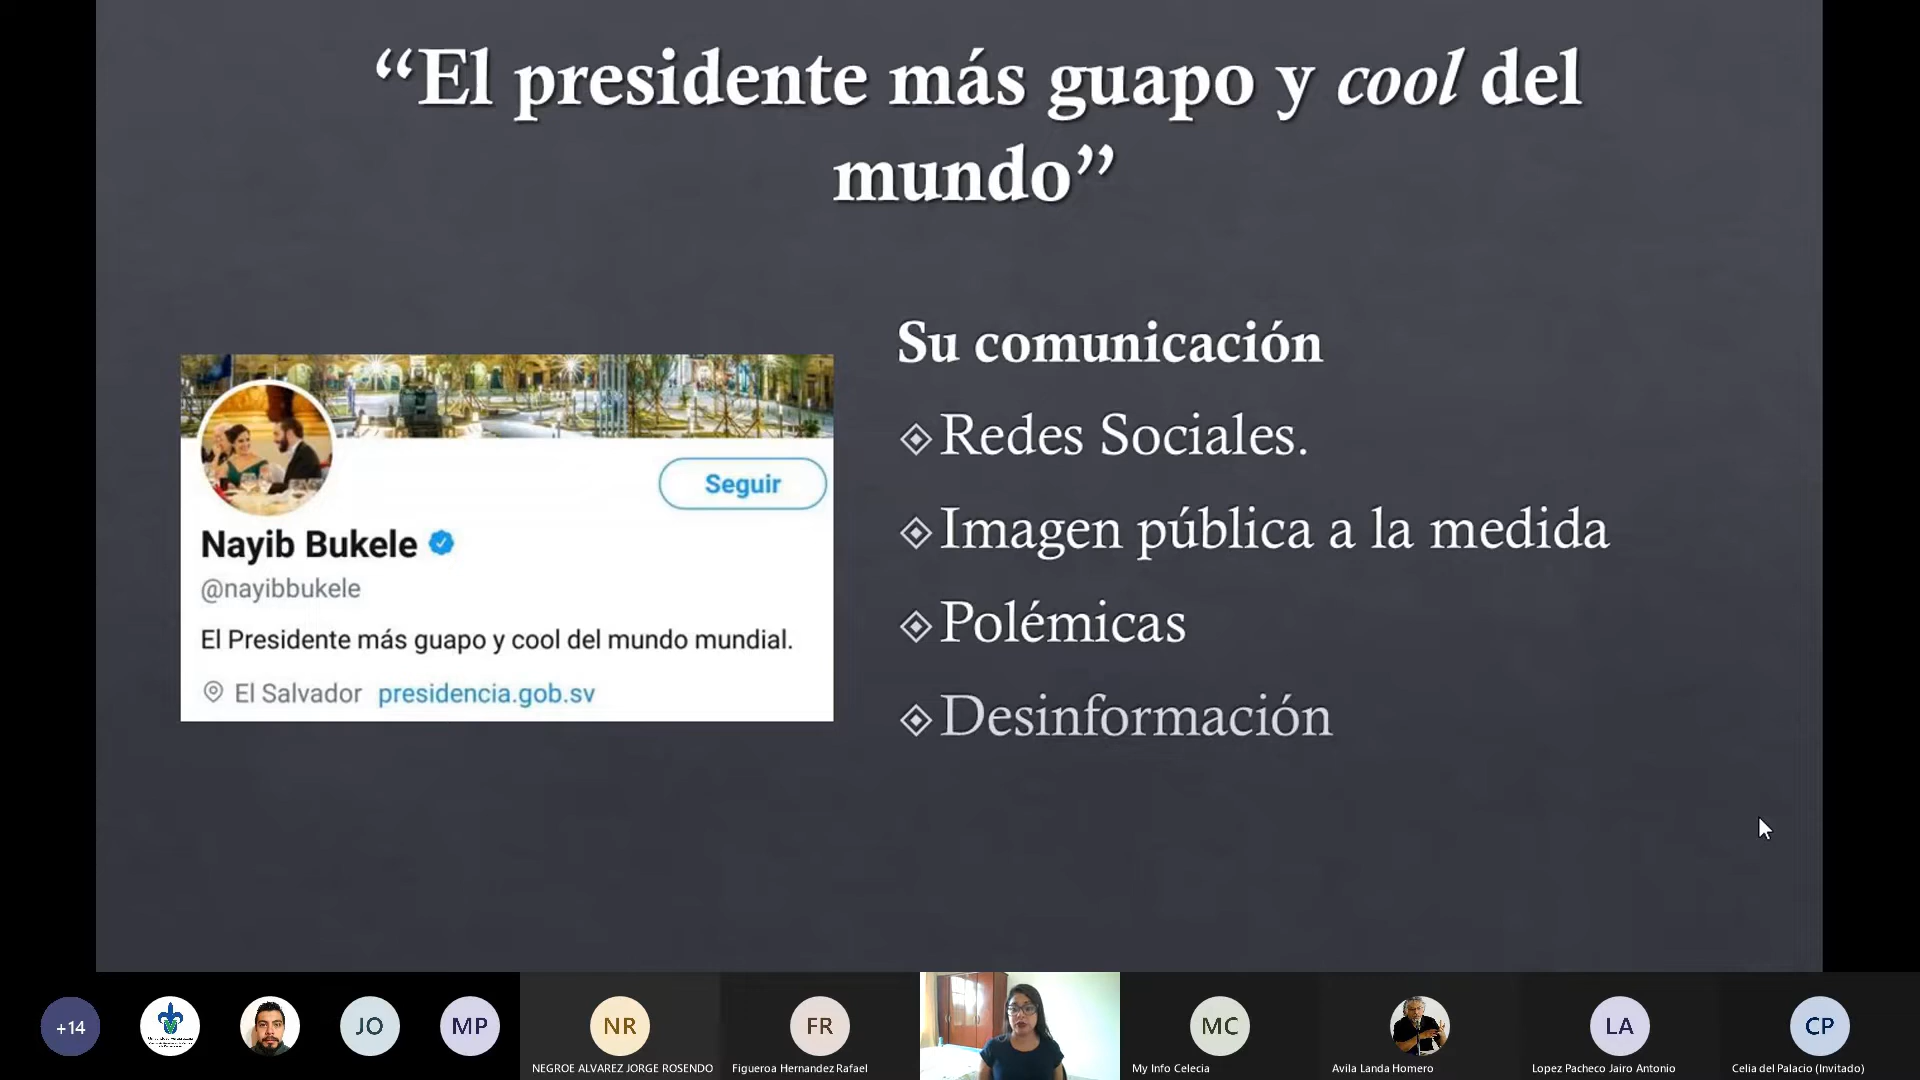 “El presidente más guapo y cool del
mundo”
Seguir
Nayib Bukele
@nayibbukele
El Presidente más guapo y cool del mundo mundial.
El Salvador presidencia.gob.sv
Su comunicación
Redes Sociales.
Imagen pública a la medida
Polémicas
Desinformación
+14
JO
MP
NR
NEGROE ALVAREZ JORGE ROSENDO
FR
Figueroa Hernandez Rafael
MC
My Info Celecia
Avila Landa Homero
LA
Lopez Pacheco Jairo Antonio
CP
Celia del Palacio (Invitado)